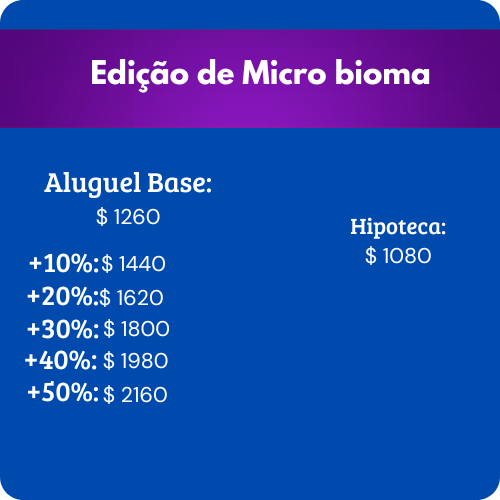 Edição de Micro bioma
Aluguel Base:
$ 1260
+10%:$ 1440
+20%:$ 1620
+30%: $ 1800
+40%: $ 1980
+50%: $ 2160
Hipoteca:
$ 1080